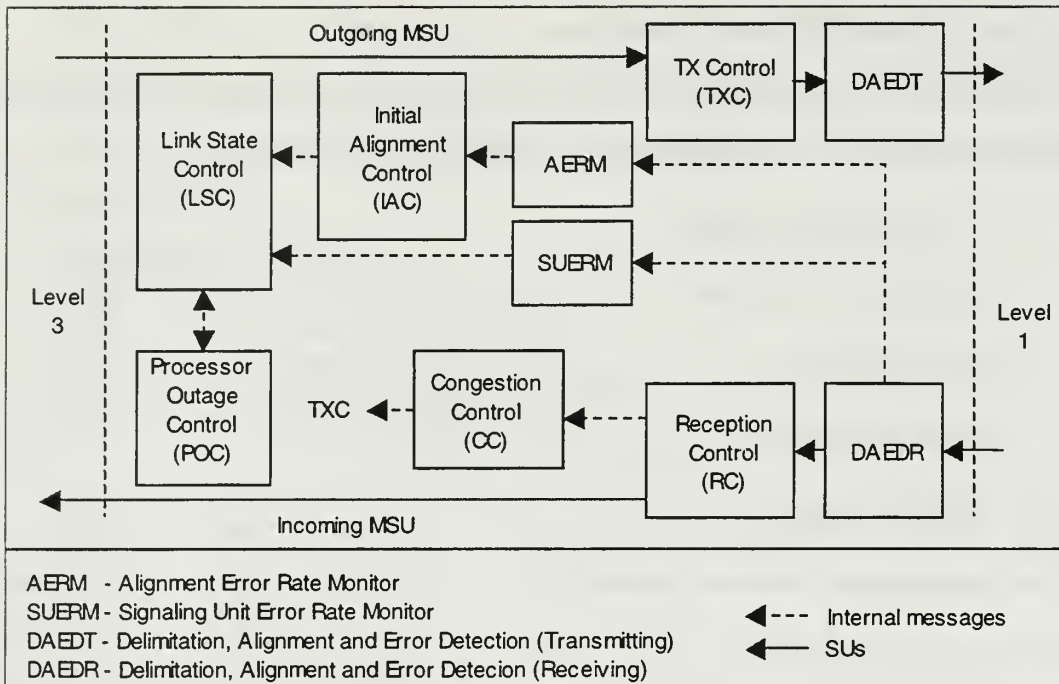 Outgoing MSU
TX Control
(TXC)
DAEDT
Link State
Control
(LSC)
Initial
Alignment
Control
(IAC)
AERM
SUERM
Level
3
Level
1
Processor
Outage
Control
(POC)
TXC
Congestion
Control
(CC)
Reception
Control
(RC)
DAEDR
Incoming MSU
AERM - Alignment Error Rate Monitor
SUERM - Signaling Unit Error Rate Monitor
DAEDT - Delimitation, Alignment and Error Detection (Transmitting)
DAEDR - Delimitation, Alignment and Error Detecion (Receiving)
Internal messages
SUs